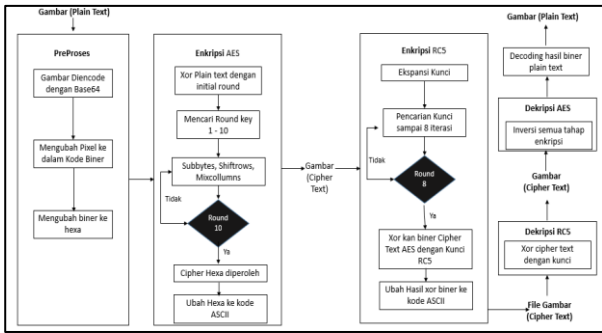 Gambar (Plain Text)
PreProses
Gambar Diencode
dengan Base64
Mengubah Pixel ke
dalam Kode Biner
Mengubah biner ke
hexa
Enkripsi AES
Xor Plain text dengan
initial round
Mencari Round key
1 - 10
Subbytes, Shiftrows,
Mixcollumns
Tidak
Round
10
Ya
Cipher Hexa diperoleh
Ubah Hexa ke kode
ASCII
Gambar
(Cipher
Text)
Enkripsi RC5
Ekspansi Kunci
Pencarian Kunci
sampai 8 iterasi
Tidak
Round
8
Ya
Xor kan biner Cipher
Text AES dengan Kunci
RC5
Ubah Hasil xor biner ke
kode ASCII
Gambar (Plain Text)
Decoding hasil biner
plain text
Dekripsi AES
Inversi semua tahap
enkripsi
Gambar
(Cipher Text)
Dekripsi RC5
Xor cipher text
dengan kunci
File Gambar
(Cipher Text)